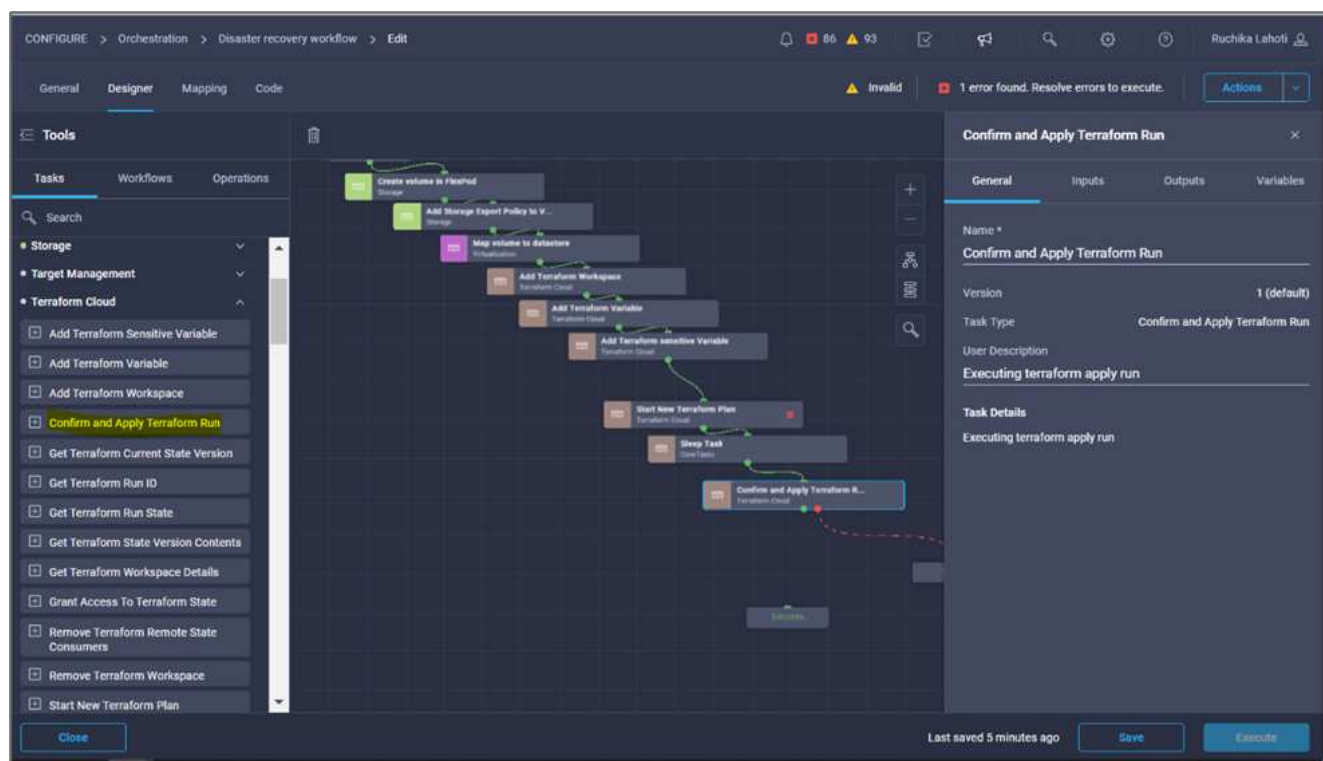 CONFIGURE > Orchestration > Disaster recovery workflow > Edit
86 93
Ruchika Lahoti
General Designer Mapping Code
Invalid
1 error found. Resolve errors to execute.
Actions
Tools
Tasks Workflows Operations
Search
Storage
Target Management
Terraform Cloud
Add Terraform Sensitive Variable
Add Terraform Variable
Add Terraform Workspace
Confirm and Apply Terraform Run
Get Terraform Current State Version
Get Terraform Run ID
Get Terraform Run State
Get Terraform State Version Contents
Get Terraform Workspace Details
Grant Access To Terraform State
Remove Terraform Remote State
Consumers
Remove Terraform Workspace
Start New Terraform Plan
Create volume in FlexPod
Storage
Add Storage Export Policy to V...
Storage
Map volume to datastore
Virtualization
Add Terraform Workspace
Terraform Cloud
Add Terraform Variable
Terraform Cloud
Add Terraform sensitive Variable
Terraform Cloud
Start New Terraform Plan
Terraform Cloud
Sleep Task
CoreTasks
Confirm and Apply Terraform R...
Terraform Cloud
Success
Confirm and Apply Terraform Run
General Inputs Outputs Variables
Name *
Confirm and Apply Terraform Run
Version 1 (default)
Task Type Confirm and Apply Terraform Run
User Description
Executing terraform apply run
Task Details
Executing terraform apply run
Close
Last saved 5 minutes ago
Save
Execute